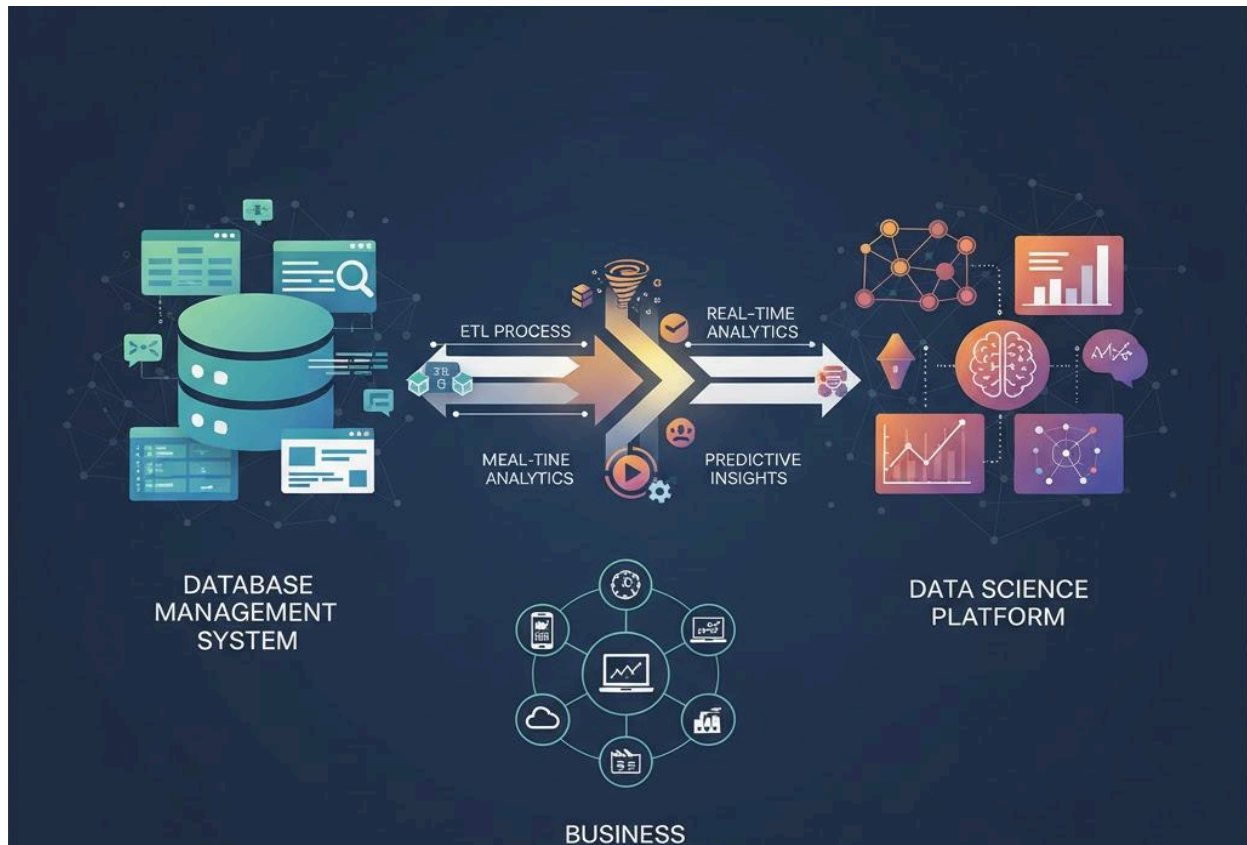 ETL PROCESS
REAL-TIME
ANALYTICS
MEAL-TINE
ANALYTICS
PREDICTIVE
INSIGHTS
DATABASE
MANAGEMENT
SYSTEM
DATA SCIENCE
PLATFORM
BUSINESS